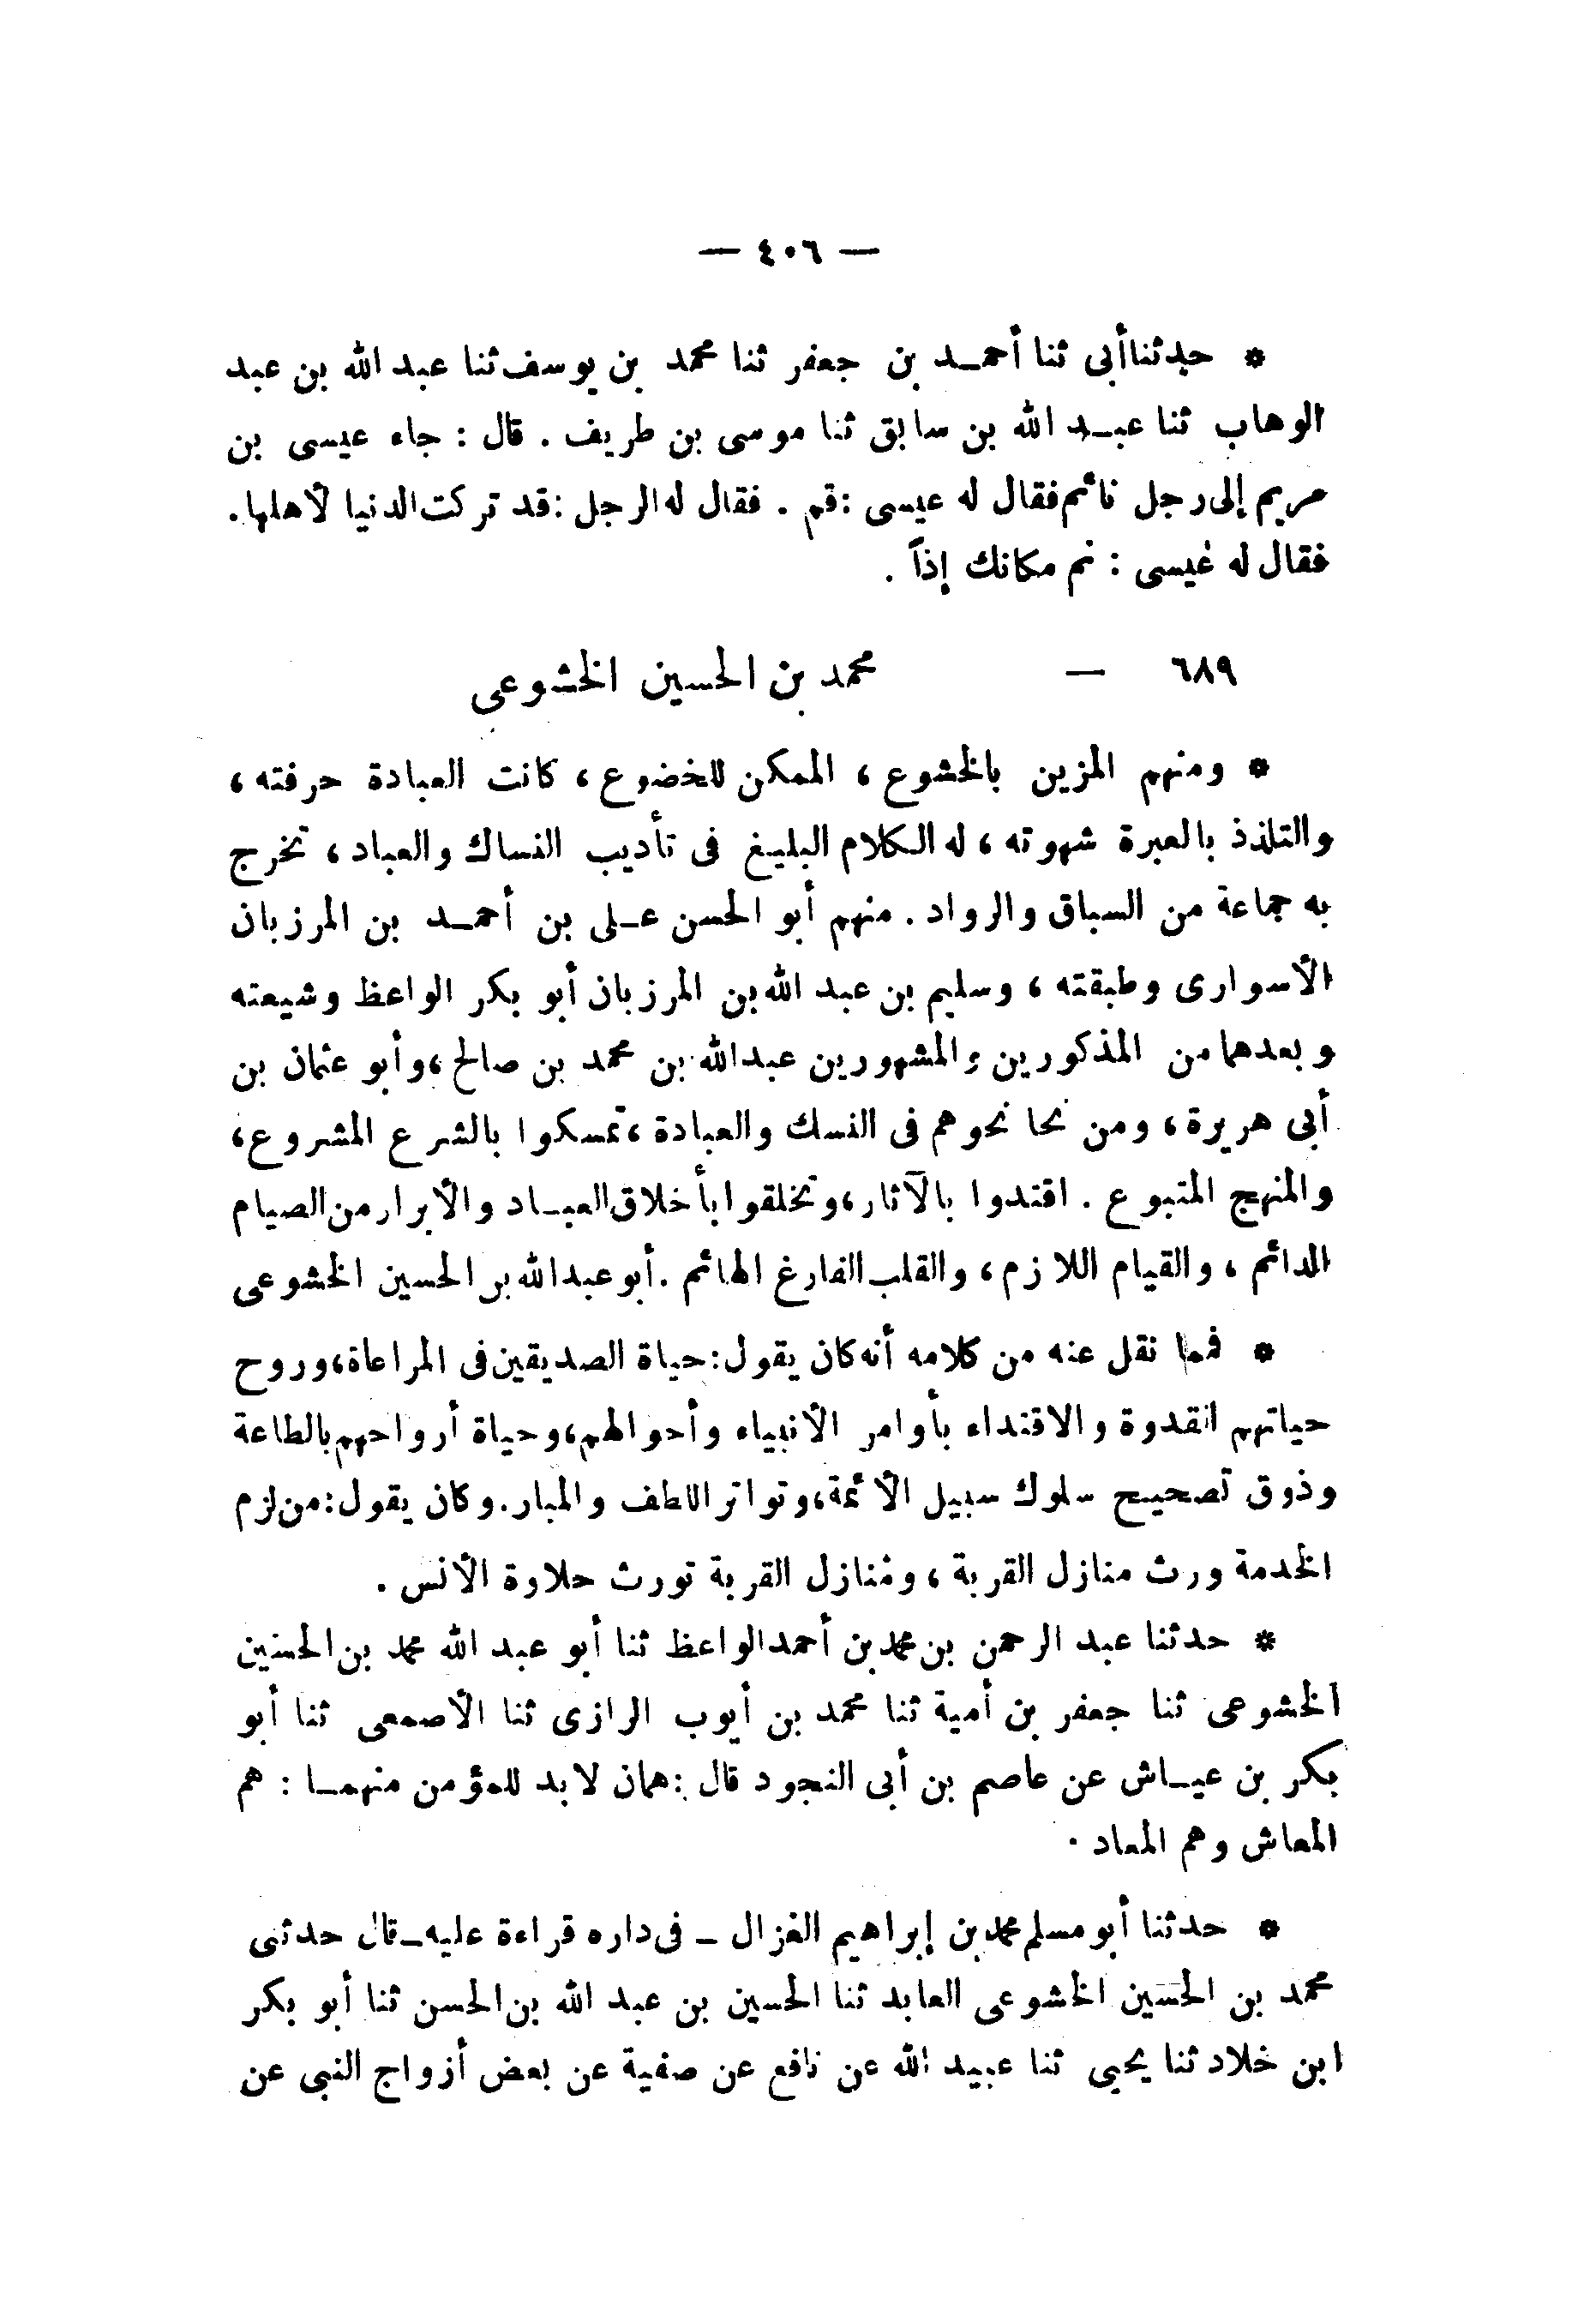 — ٤٠٦ —
* حدثنا أبى ثنا أحمد بن جعفر ثنا محمد بن يوسف ثنا عبد الله بن عبد
الوهاب ثنا عبد الله بن سابق ثنا موسى بن طريف . قال : جاء عيسى بن
مريم إلى رجل نائم فقال له عيسى : قم . فقال له الرجل : قد تركت الدنيا لأهلها .
فقال له عيسى : نم مكانك إذاً .
٦٨٩ — محمد بن الحسين الخشوعى
* ومنهم المزين بالخشوع ، الممكن للخضوع ، كانت العبادة حرفته ،
والتلذذ بالعبرة شهوته ، له الكلام البليغ فى تأديب النساك والعباد ، تخرج
به جماعة من السباق والرواد . منهم أبو الحسن على بن أحمد بن المرزبان
الأسوارى وطبقته ، وسليم بن عبد الله بن المرزبان أبو بكر الواعظ وشيعته
وبعدهما من المذكورين والمشهورين عبدالله بن محمد بن صالح ، وأبو عثمان بن
أبى هريرة ، ومن نحا نحوهم فى النسك والعبادة ، تمسكوا بالشرع المشروع ،
والمنهج المتبوع . اقتدوا بالآثار ، وتخلقوا بأخلاق العباد والأبرار من الصيام
الدائم ، والقيام اللازم ، والقلب الفارغ الهائم . أبو عبدالله بن الحسين الخشوعى
* فمما نقل عنه من كلامه أنه كان يقول : حياة الصديقين فى المراعاة ، وروح
حياتهم القدوة والاقتداء بأوامر الأنبياء وأحوالهم ، وحياة أرواحهم بالطاعة
وذوق تصحيح سلوك سبيل الأئمة ، وتواتر اللطف والمبار . وكان يقول : من لزم
الخدمة ورث منازل القربة ، ومنازل القربة تورث حلاوة الأنس .
* حدثنا عبد الرحمن بن محمد بن أحمد الواعظ ثنا أبو عبد الله محمد بن الحسين
الخشوعى ثنا جعفر بن أمية ثنا محمد بن أيوب الرازى ثنا الأصمعى ثنا أبو
بكر بن عياش عن عاصم بن أبى النجود قال : همان لابد للمؤمن منهما : هم
المعاش وهم المعاد .
* حدثنا أبو مسلم محمد بن إبراهيم الغزال – فى داره قراءة عليه – قال حدثنى
محمد بن الحسين الخشوعى العابد ثنا الحسين بن عبد الله بن الحسن ثنا أبو بكر
ابن خلاد ثنا يحيى ثنا عبيد الله عن نافع عن صفية عن بعض أزواج النبى عن